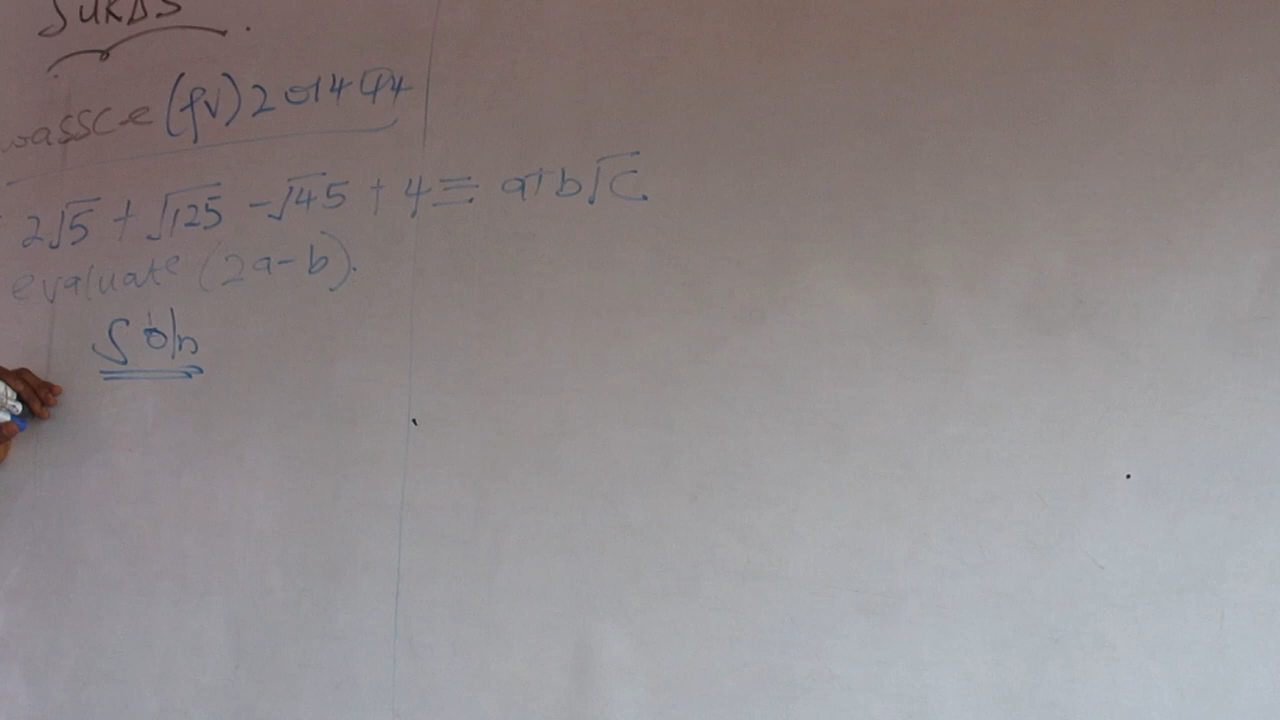 SURDS.
wassce (pv) 2014 Q4
2√5 + √125 - √45 + 4 ≡ a+b√c.
evaluate (2a-b).
Soln